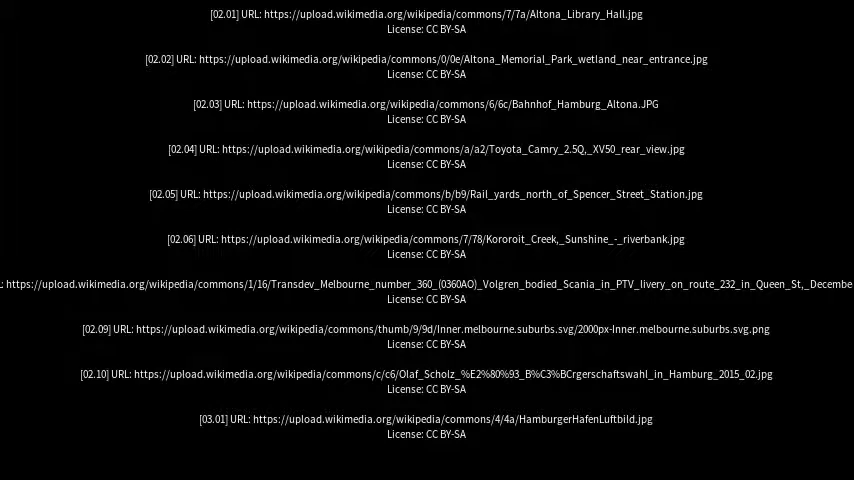 [02.01] URL: https://upload.wikimedia.org/wikipedia/commons/7/7a/Altona_Library_Hall.jpg
License: CC BY-SA
[02.02] URL: https://upload.wikimedia.org/wikipedia/commons/0/0e/Altona_Memorial_Park_wetland_near_entrance.jpg
License: CC BY-SA
[02.03] URL: https://upload.wikimedia.org/wikipedia/commons/6/6c/Bahnhof_Hamburg_Altona.JPG
License: CC BY-SA
[02.04] URL: https://upload.wikimedia.org/wikipedia/commons/a/a2/Toyota_Camry_2.5Q,_XV50_rear_view.jpg
License: CC BY-SA
[02.05] URL: https://upload.wikimedia.org/wikipedia/commons/b/b9/Rail_yards_north_of_Spencer_Street_Station.jpg
License: CC BY-SA
[02.06] URL: https://upload.wikimedia.org/wikipedia/commons/7/78/Kororoit_Creek,_Sunshine_-_riverbank.jpg
License: CC BY-SA
: https://upload.wikimedia.org/wikipedia/commons/1/16/Transdev_Melbourne_number_360_(0360AO)_Volgren_bodied_Scania_in_PTV_livery_on_route_232_in_Queen_St,_Decembe
License: CC BY-SA
[02.09] URL: https://upload.wikimedia.org/wikipedia/commons/thumb/9/9d/Inner.melbourne.suburbs.svg/2000px-Inner.melbourne.suburbs.svg.png
License: CC BY-SA
[02.10] URL: https://upload.wikimedia.org/wikipedia/commons/c/c6/Olaf_Scholz_%E2%80%93_B%C3%BCrgerschaftswahl_in_Hamburg_2015_02.jpg
License: CC BY-SA
[03.01] URL: https://upload.wikimedia.org/wikipedia/commons/4/4a/HamburgerHafenLuftbild.jpg
License: CC BY-SA